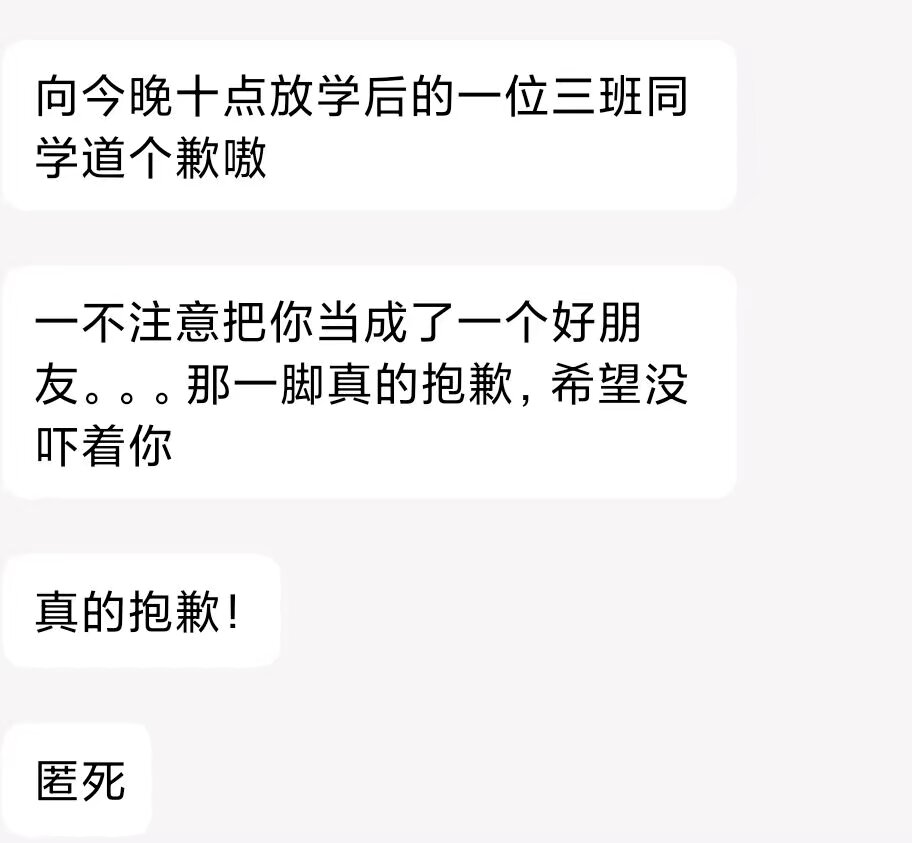 向今晚十点放学后的一位三班同
学道个歉嗷
一不注意把你当成了一个好朋
友。。。那一脚真的抱歉，希望没
吓着你
真的抱歉！
匿死